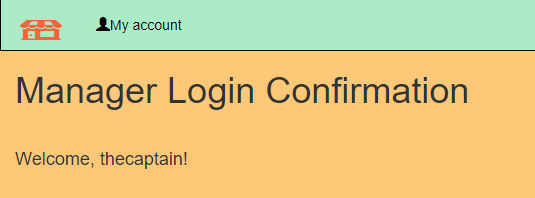 My account
Manager Login Confirmation
Welcome, thecaptain!